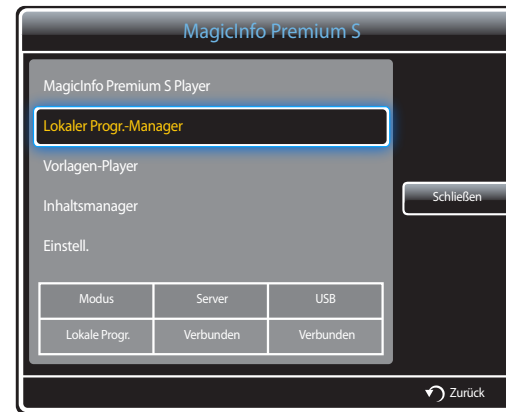 MagicInfo Premium S
MagicInfo Premium S Player
Lokaler Progr.-Manager
Vorlagen-Player
Inhaltsmanager
Einstell.
Schließen
Modus Server USB
Lokale Progr. Verbunden Verbunden
Zurück